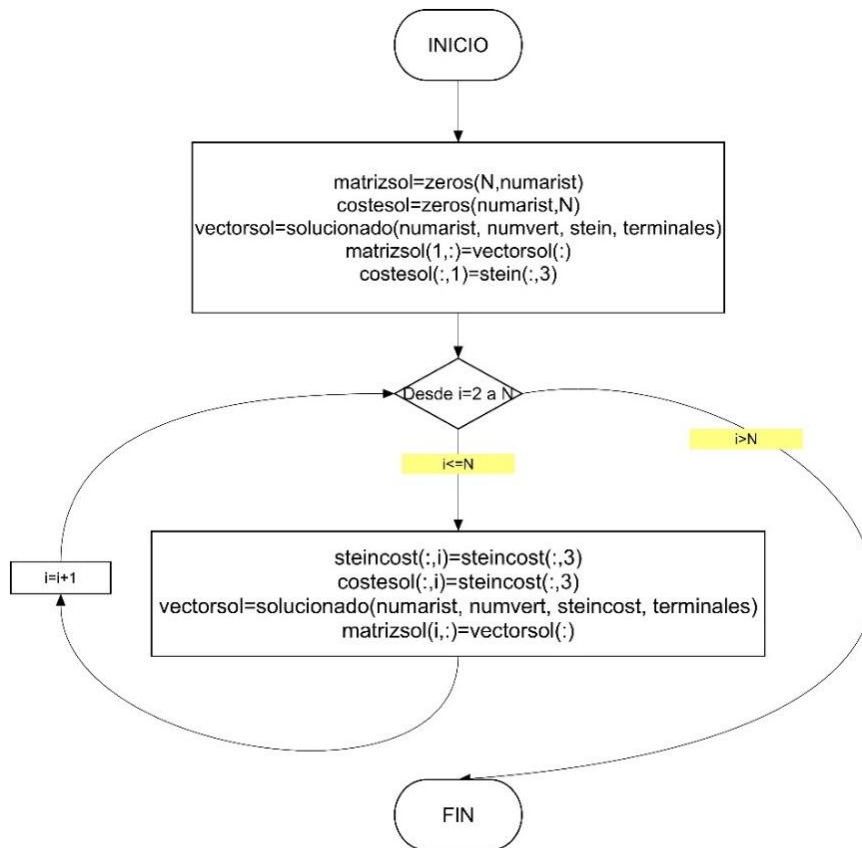 INICIO
matrizsol=zeros(N,numarist)
costesol=zeros(numarist,N)
vectorsol=solucionado(numarist, numvert, stein, terminales)
matrizsol(1,:)=vectorsol(:)
costesol(:,1)=stein(:,3)
Desde i=2 a N
i>N
i<=N
steincost(:,i)=steincost(:,3)
costesol(:,i)=steincost(:,3)
vectorsol=solucionado(numarist, numvert, steincost, terminales)
matrizsol(i,:)=vectorsol(:)
i=i+1
FIN